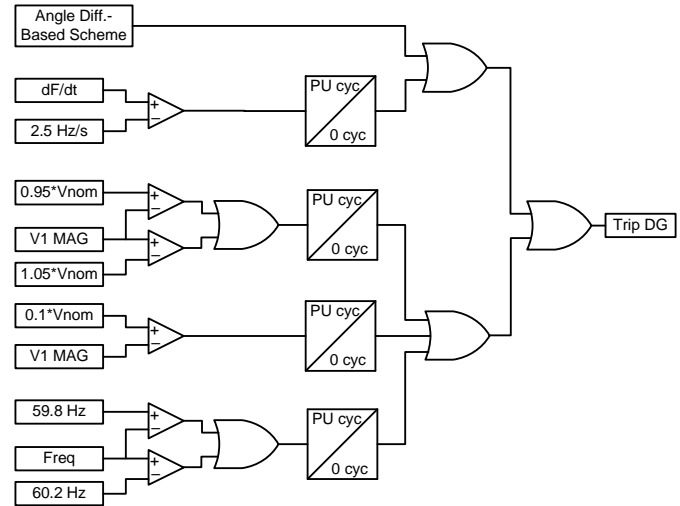 Angle Diff.-
Based Scheme
dF/dt
2.5 Hz/s
+
−
PU cyc
0 cyc
0.95*Vnom
V1 MAG
1.05*Vnom
+
−
+
−
PU cyc
0 cyc
Trip DG
0.1*Vnom
V1 MAG
+
−
PU cyc
0 cyc
59.8 Hz
Freq
60.2 Hz
+
−
+
−
PU cyc
0 cyc